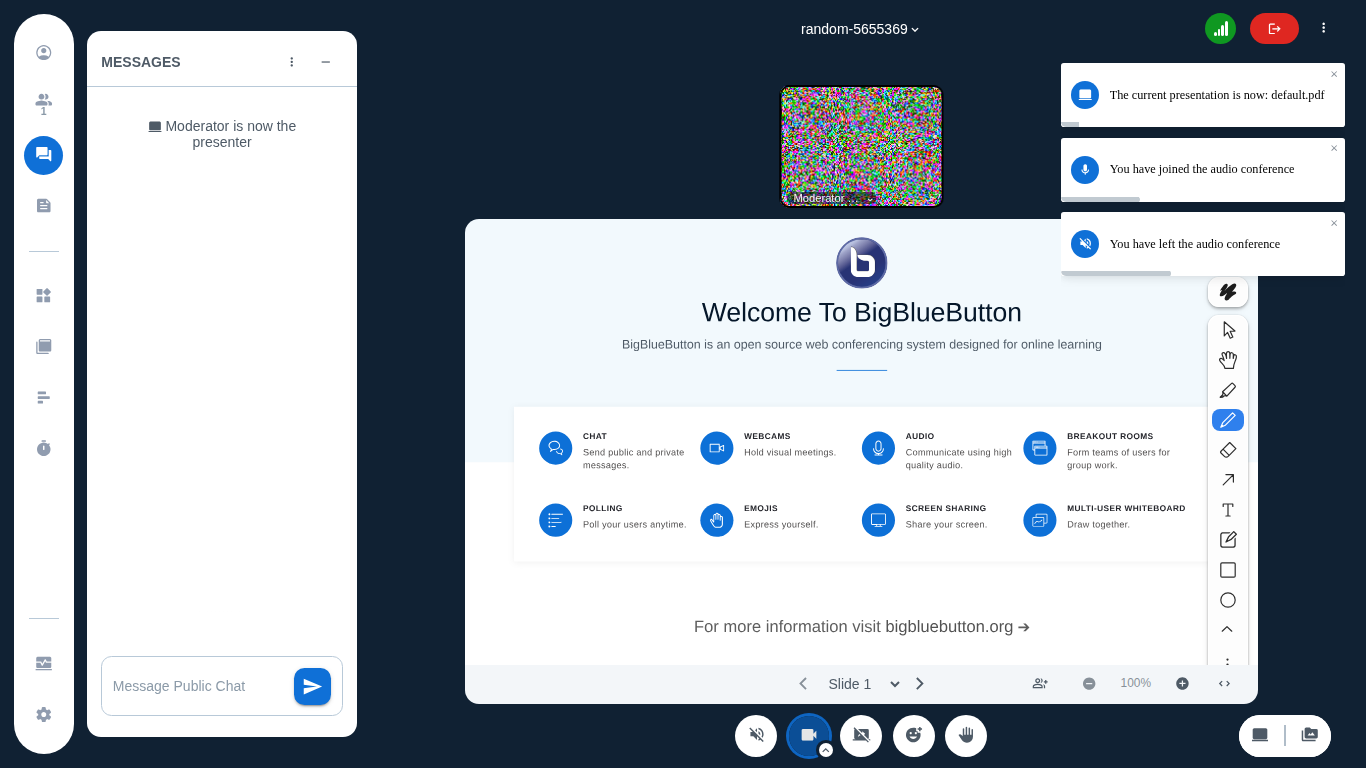 random-5655369
MESSAGES
1
Moderator is now the
presenter
Message Public Chat
Moderator ...
The current presentation is now: default.pdf
You have joined the audio conference
You have left the audio conference
Welcome To BigBlueButton
BigBlueButton is an open source web conferencing system designed for online learning
CHAT
Send public and private
messages.
WEBCAMS
Hold visual meetings.
AUDIO
Communicate using high
quality audio.
BREAKOUT ROOMS
Form teams of users for
group work.
POLLING
Poll your users anytime.
EMOJIS
Express yourself.
SCREEN SHARING
Share your screen.
MULTI-USER WHITEBOARD
Draw together.
For more information visit bigbluebutton.org →
Slide 1
100%